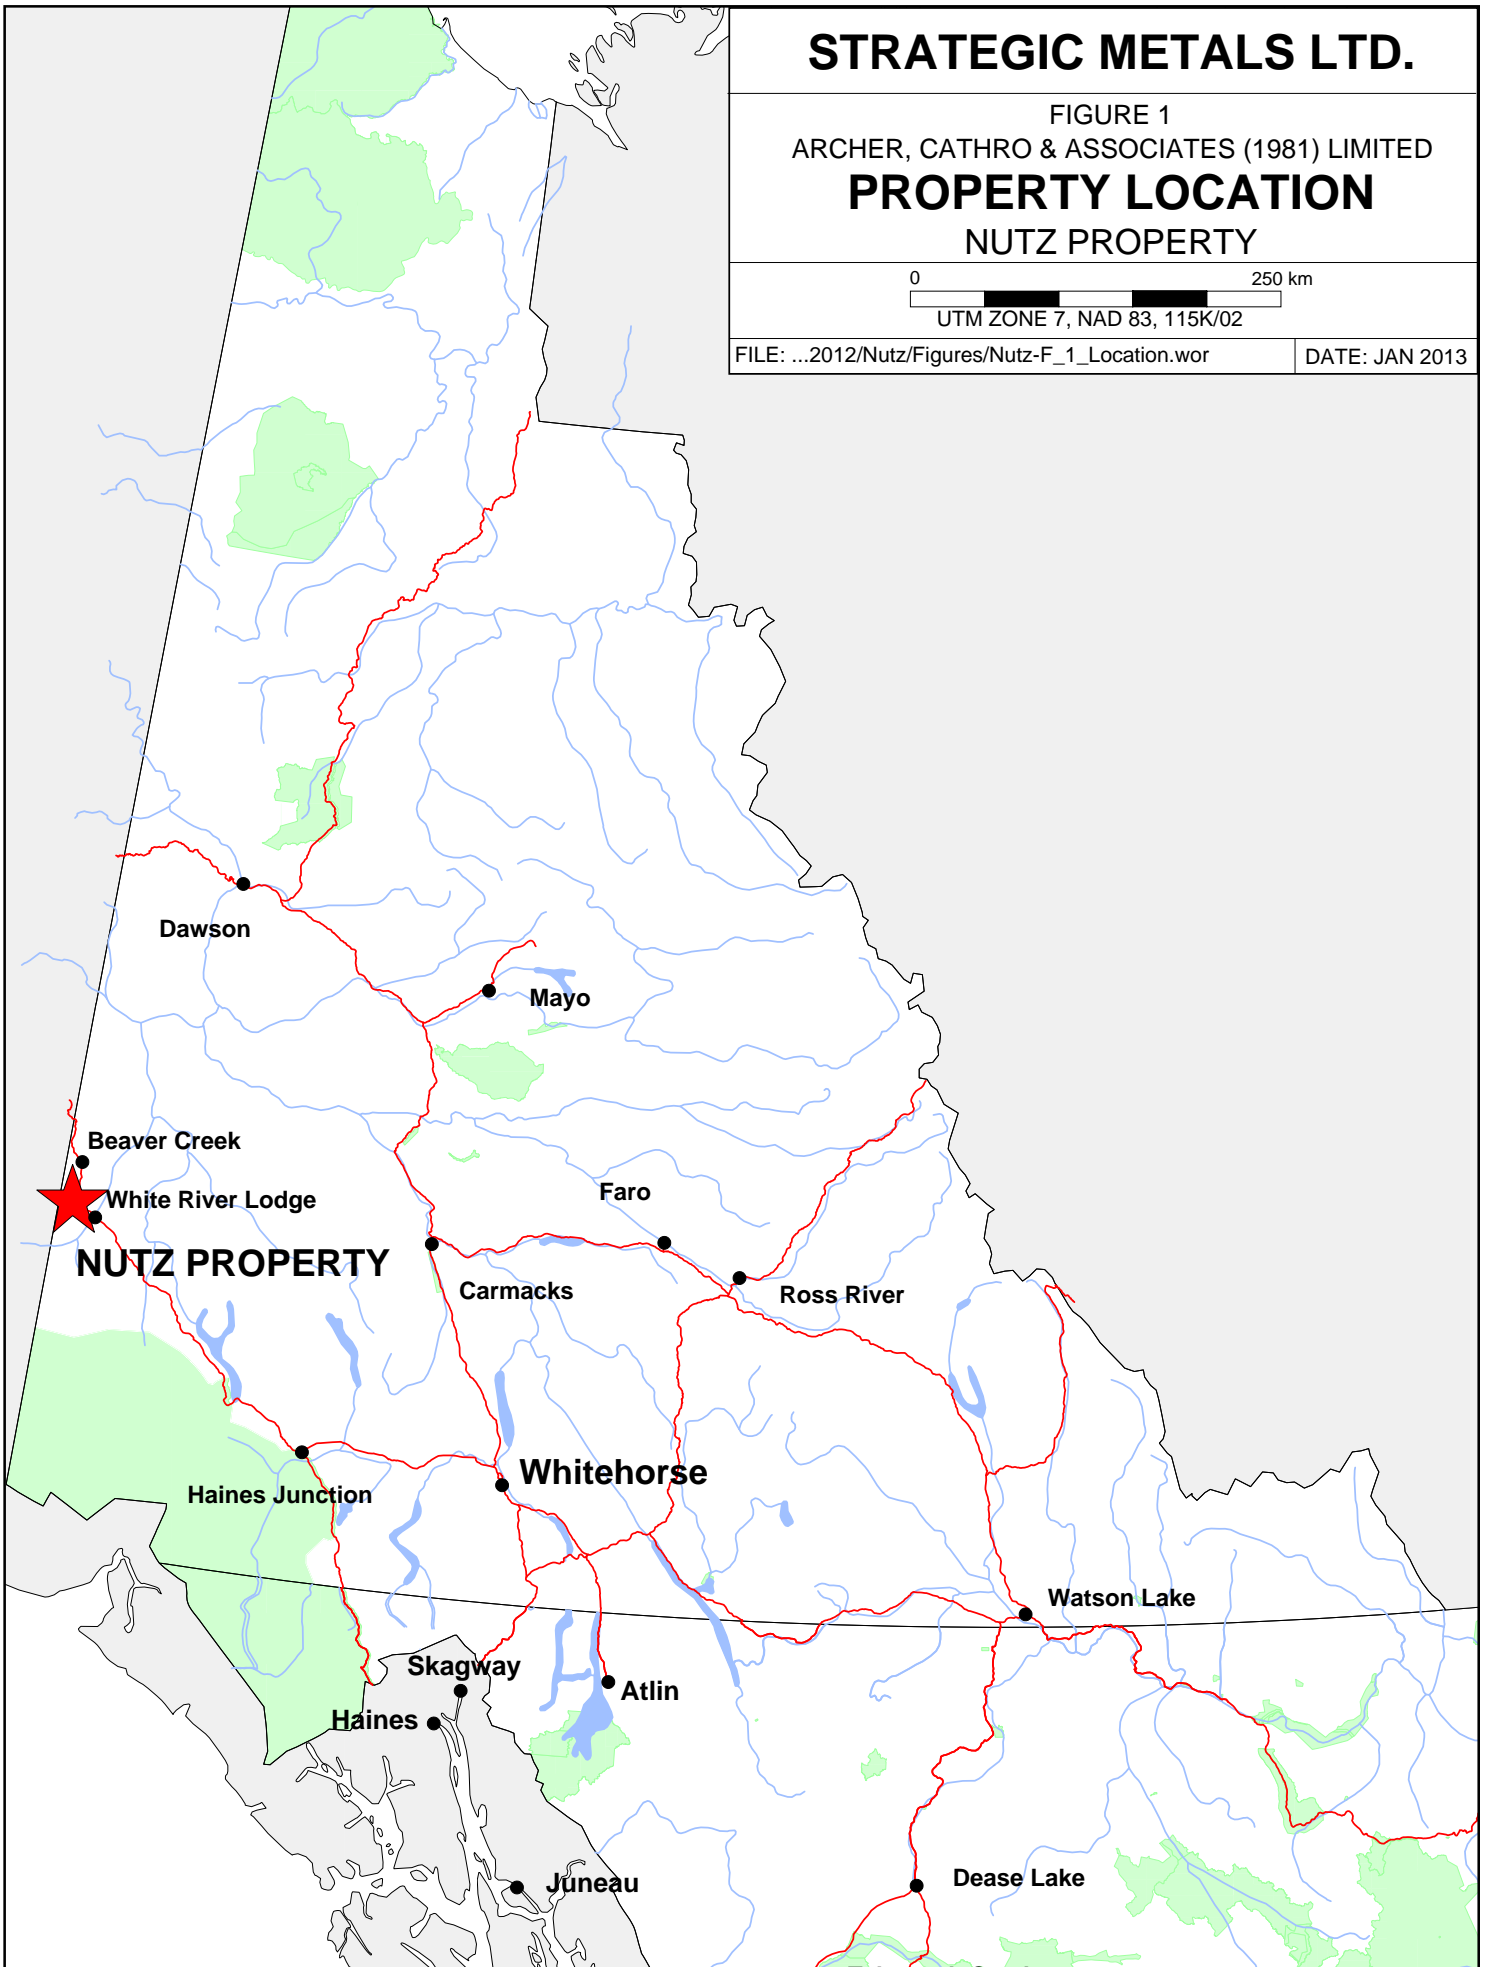 STRATEGIC METALS LTD.
FIGURE 1
ARCHER, CATHRO & ASSOCIATES (1981) LIMITED
PROPERTY LOCATION
NUTZ PROPERTY
0 250 km
UTM ZONE 7, NAD 83, 115K/02
FILE: ...2012/Nutz/Figures/Nutz-F_1_Location.wor DATE: JAN 2013
Dawson
Mayo
Beaver Creek
White River Lodge
Faro
NUTZ PROPERTY
Carmacks
Ross River
Whitehorse
Haines Junction
Watson Lake
Skagway
Atlin
Haines
Juneau
Dease Lake